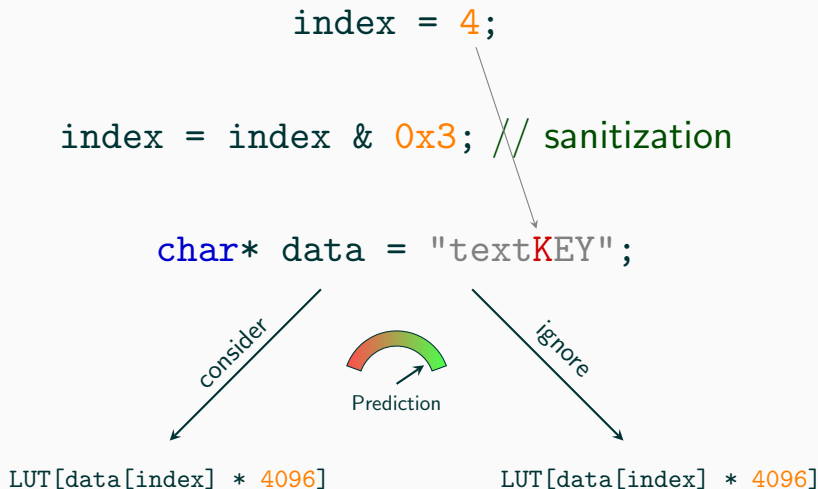 index = 4;
index = index & 0x3; // sanitization
char* data = "textKEY";
consider
ignore
Prediction
LUT[data[index] * 4096]
LUT[data[index] * 4096]